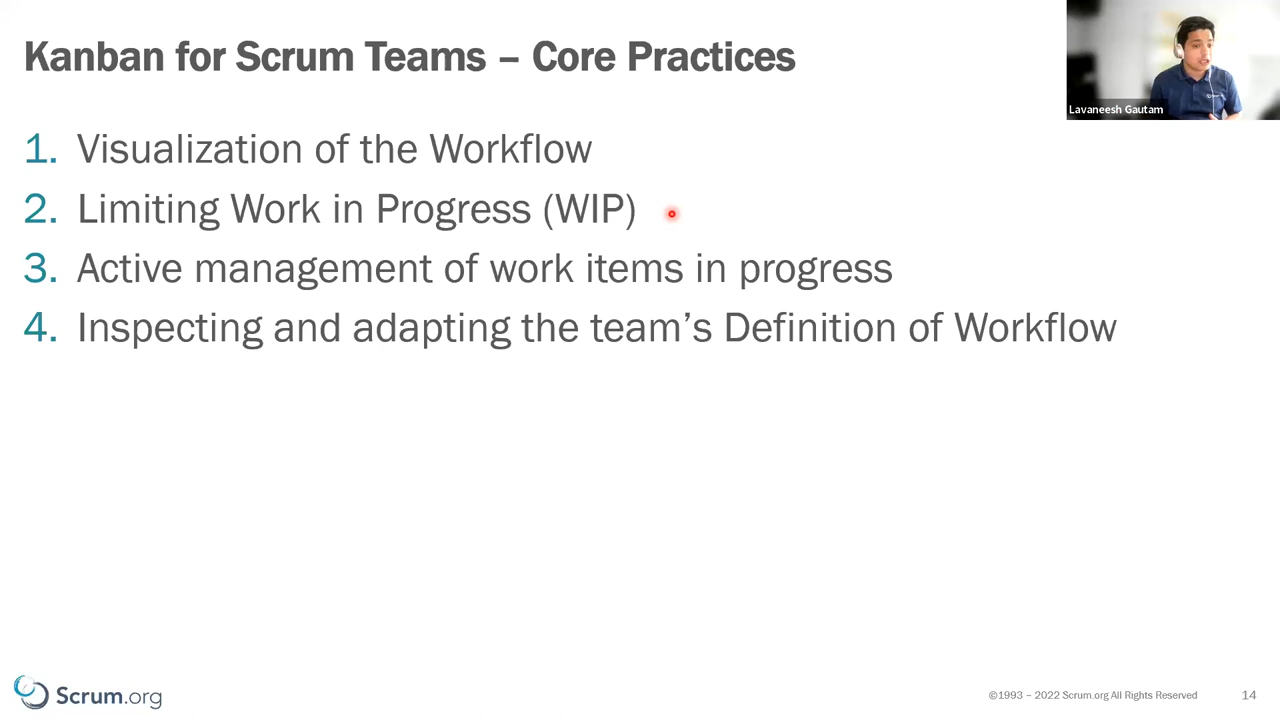 Kanban for Scrum Teams – Core Practices
Lavaneesh Gautam
1. Visualization of the Workflow
2. Limiting Work in Progress (WIP)
3. Active management of work items in progress
4. Inspecting and adapting the team’s Definition of Workflow
Scrum.org
©1993 – 2022 Scrum.org All Rights Reserved
14